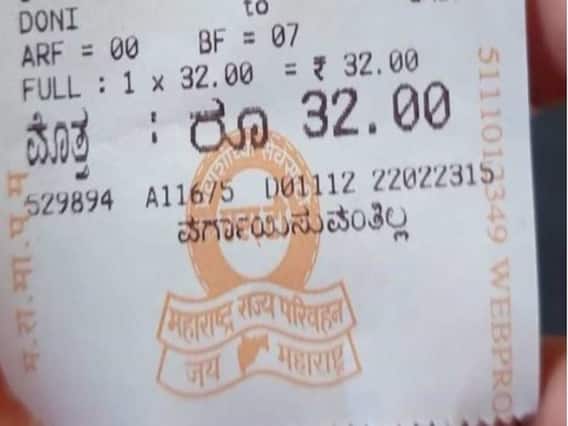 DONI to
ARF = 00 BF = 07
FULL : 1 x 32.00 = ₹ 32.00
ಮೊತ್ತ : ರೂ 32.00
529894 A11675 D01112 22022315
ವರ್ಗಾಯಿಸುವಂತಿಲ್ಲ
महाराष्ट्र राज्य परिवहन
जय महाराष्ट्र
म.रा.मा.प.म
WEBPRO